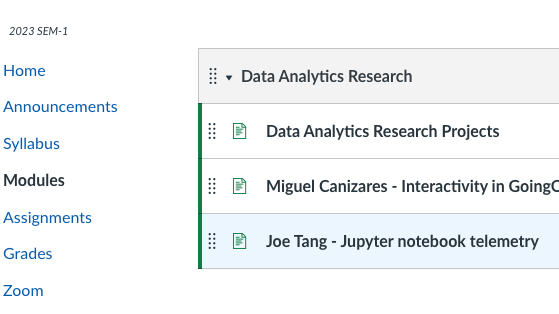 2023 SEM-1
Home
Announcements
Syllabus
Modules
Assignments
Grades
Zoom
Data Analytics Research
Data Analytics Research Projects
Miguel Canizares - Interactivity in GoingC
Joe Tang - Jupyter notebook telemetry